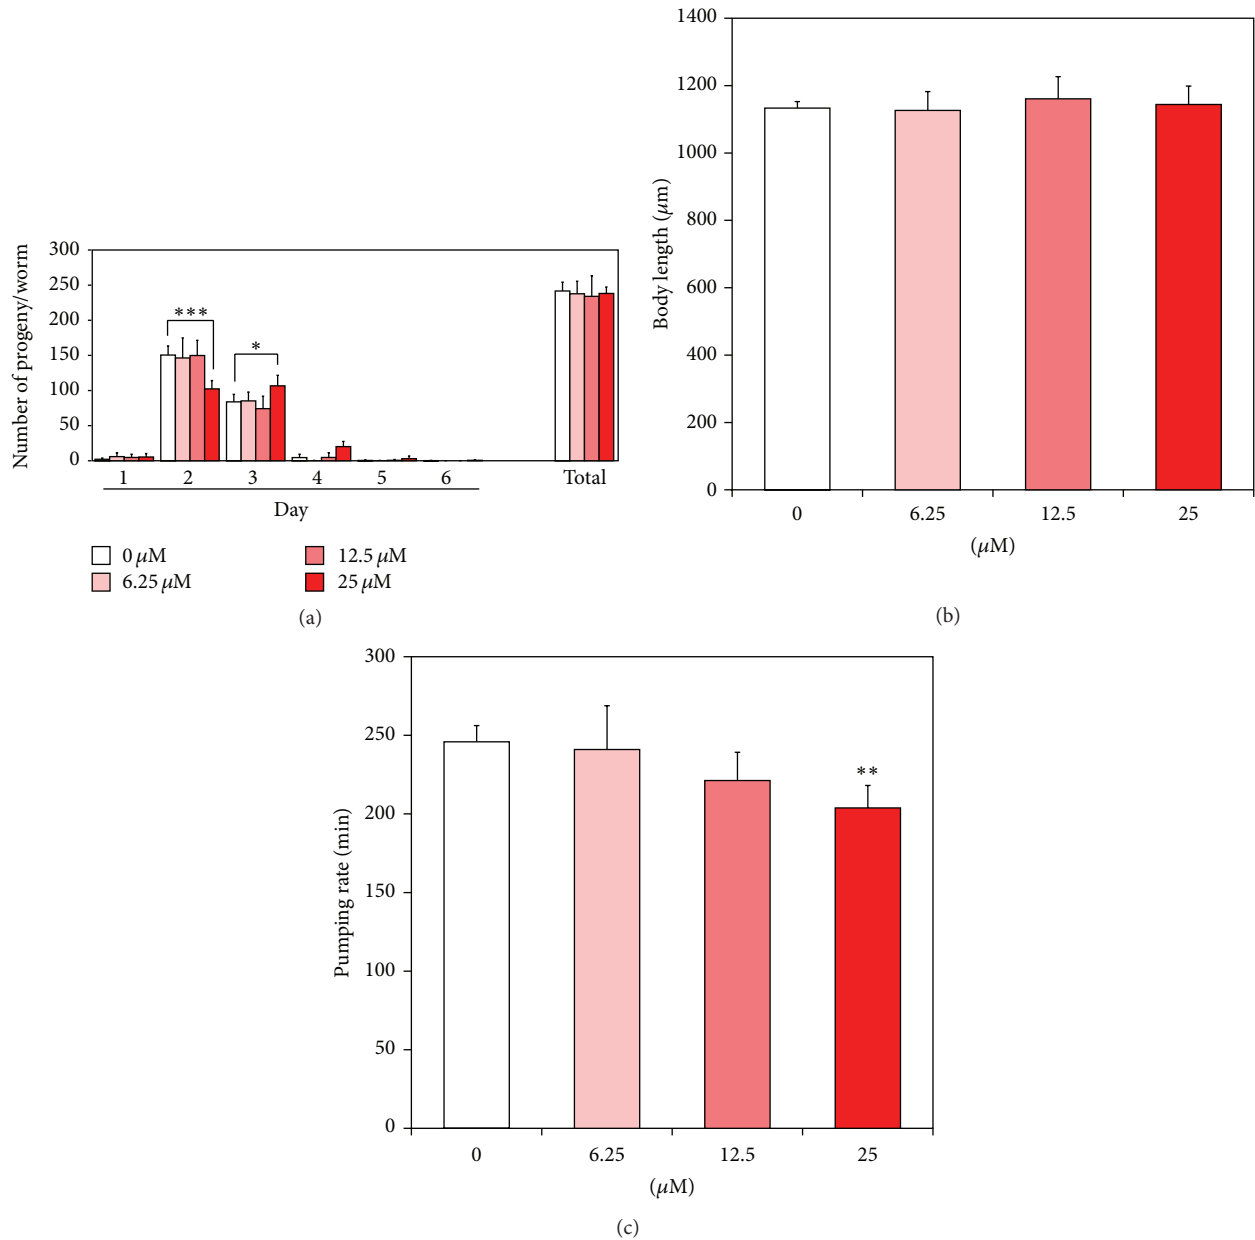 Number of progeny/worm
300
250
200
150
100
50
0
***
*
1 2 3 4 5 6 Total
Day
0 μM
6.25 μM
12.5 μM
25 μM
(a)
Body length (μm)
1400
1200
1000
800
600
400
200
0
0 6.25 12.5 25
(μM)
(b)
Pumping rate (min)
300
250
200
150
100
50
0
**
0 6.25 12.5 25
(μM)
(c)